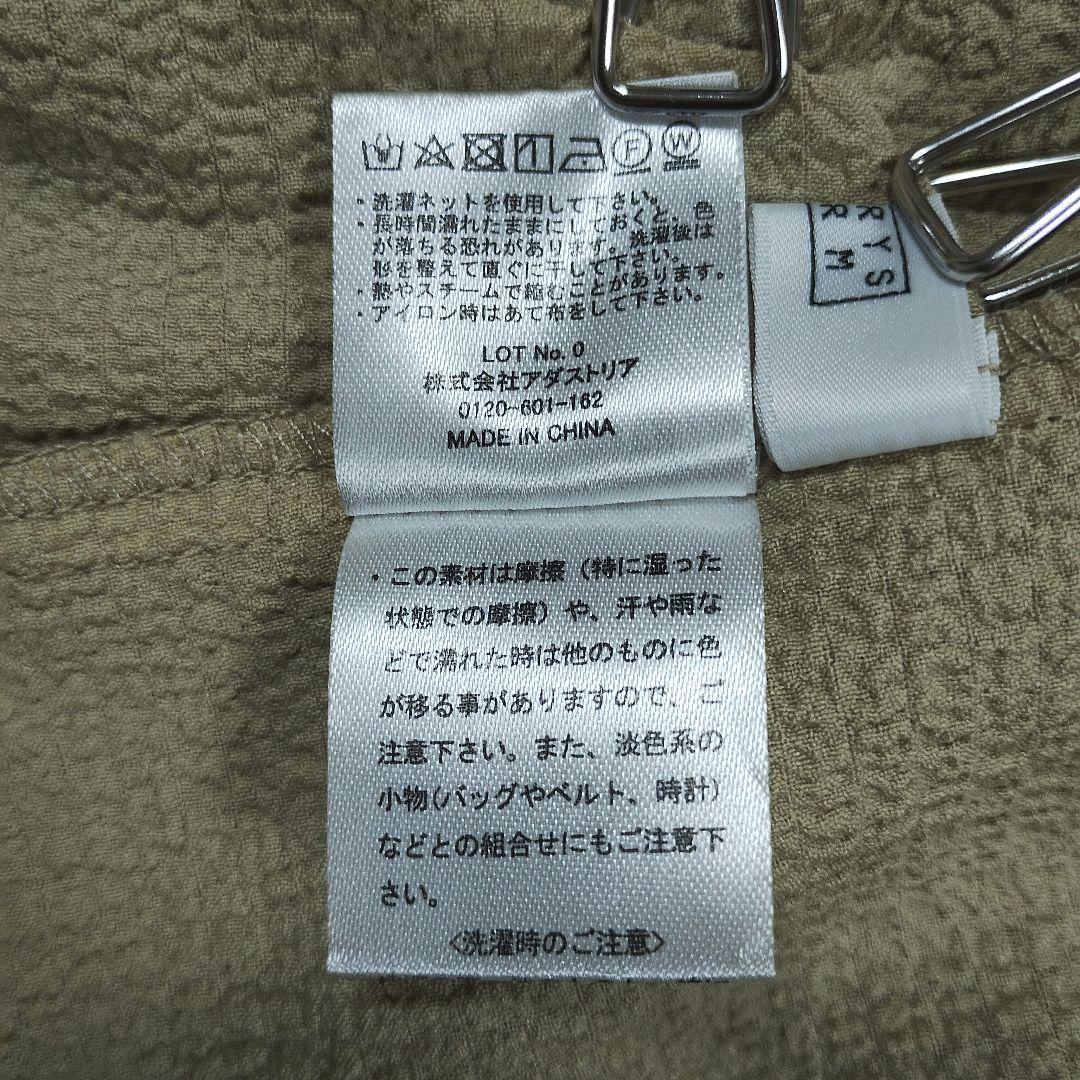 ・洗濯ネットを使用して下さい。
・長時間濡れたままにしておくと、色
が落ちる恐れがあります。洗濯後は
形を整えて直ぐに干して下さい。
・熱やスチームで縮むことがあります。
・アイロン時はあて布をして下さい。
LOT No. 0
株式会社アダストリア
0120-601-162
MADE IN CHINA
・この素材は摩擦（特に湿った
状態での摩擦）や、汗や雨な
どで濡れた時は他のものに色
が移る事がありますので、ご
注意下さい。また、淡色系の
小物(バッグやベルト、時計)
などとの組合せにもご注意下
さい。
<洗濯時のご注意>
RYS
RRM
F
W